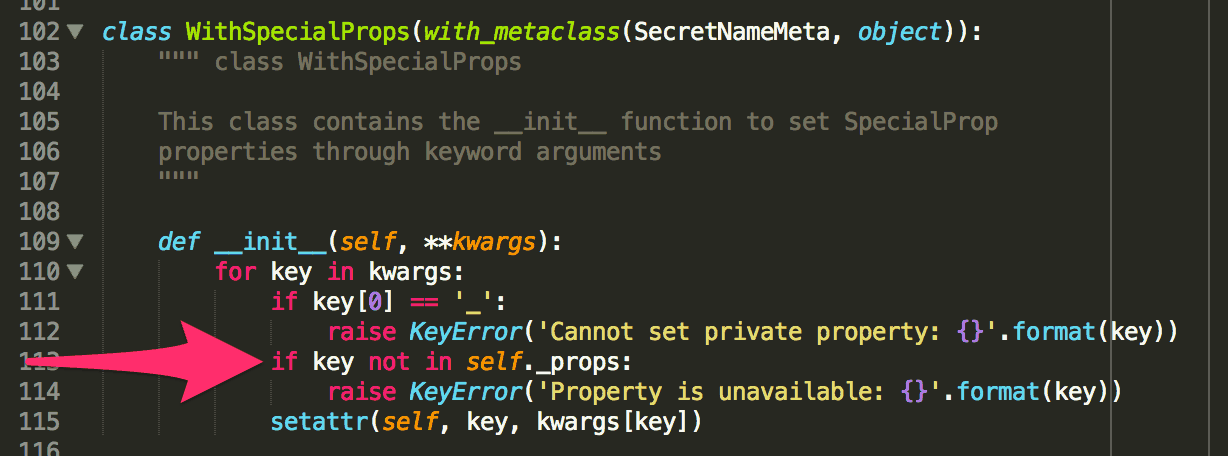 101
102 class WithSpecialProps(with_metaclass(SecretNameMeta, object)):
103 """ class WithSpecialProps
104
105 This class contains the __init__ function to set SpecialProp
106 properties through keyword arguments
107 """
108
109 def __init__(self, **kwargs):
110 for key in kwargs:
111 if key[0] == '_':
112 raise KeyError('Cannot set private property: {}'.format(key))
113 if key not in self._props:
114 raise KeyError('Property is unavailable: {}'.format(key))
115 setattr(self, key, kwargs[key])
116